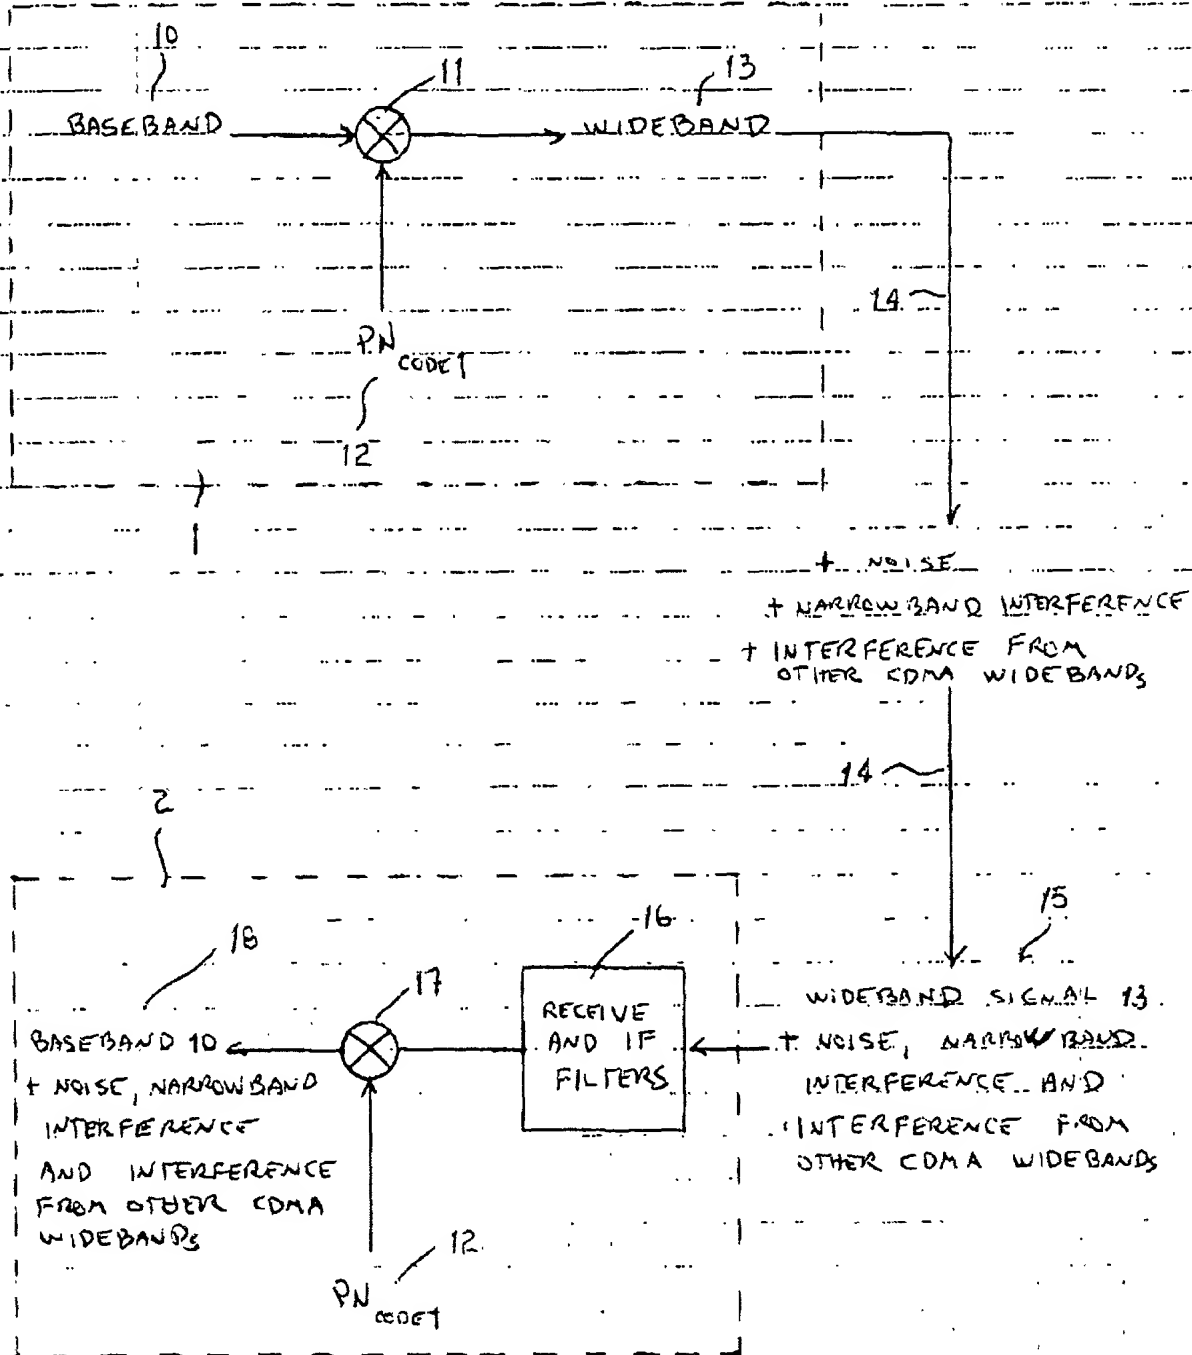 10
11
13
BASEBAND
WIDEBAND
14
PN CODE1
12
1
+ NOISE
+ NARROWBAND INTERFERENCE
+ INTERFERENCE FROM
OTHER CDMA WIDEBANDS
14
2
15
16
18
17
WIDEBAND SIGNAL 13
+ NOISE, NARROWBAND
INTERFERENCE AND
INTERFERENCE FROM
OTHER CDMA WIDEBANDS
RECEIVE
AND IF
FILTERS
BASEBAND 10
+ NOISE, NARROWBAND
INTERFERENCE
AND INTERFERENCE
FROM OTHER CDMA
WIDEBANDS
12
PN CODE1